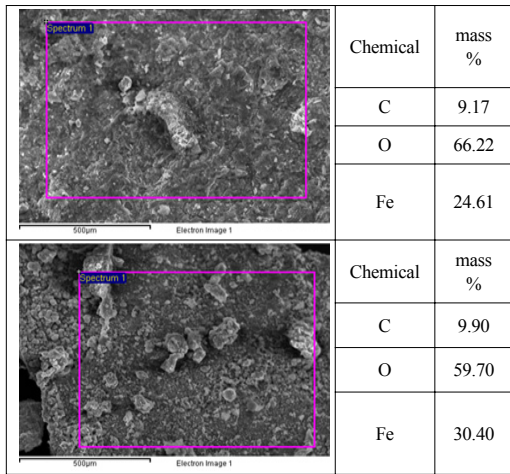 Spectrum 1
500µm Electron Image 1
Chemical mass
%
C 9.17
O 66.22
Fe 24.61
Spectrum 1
500µm Electron Image 1
Chemical mass
%
C 9.90
O 59.70
Fe 30.40